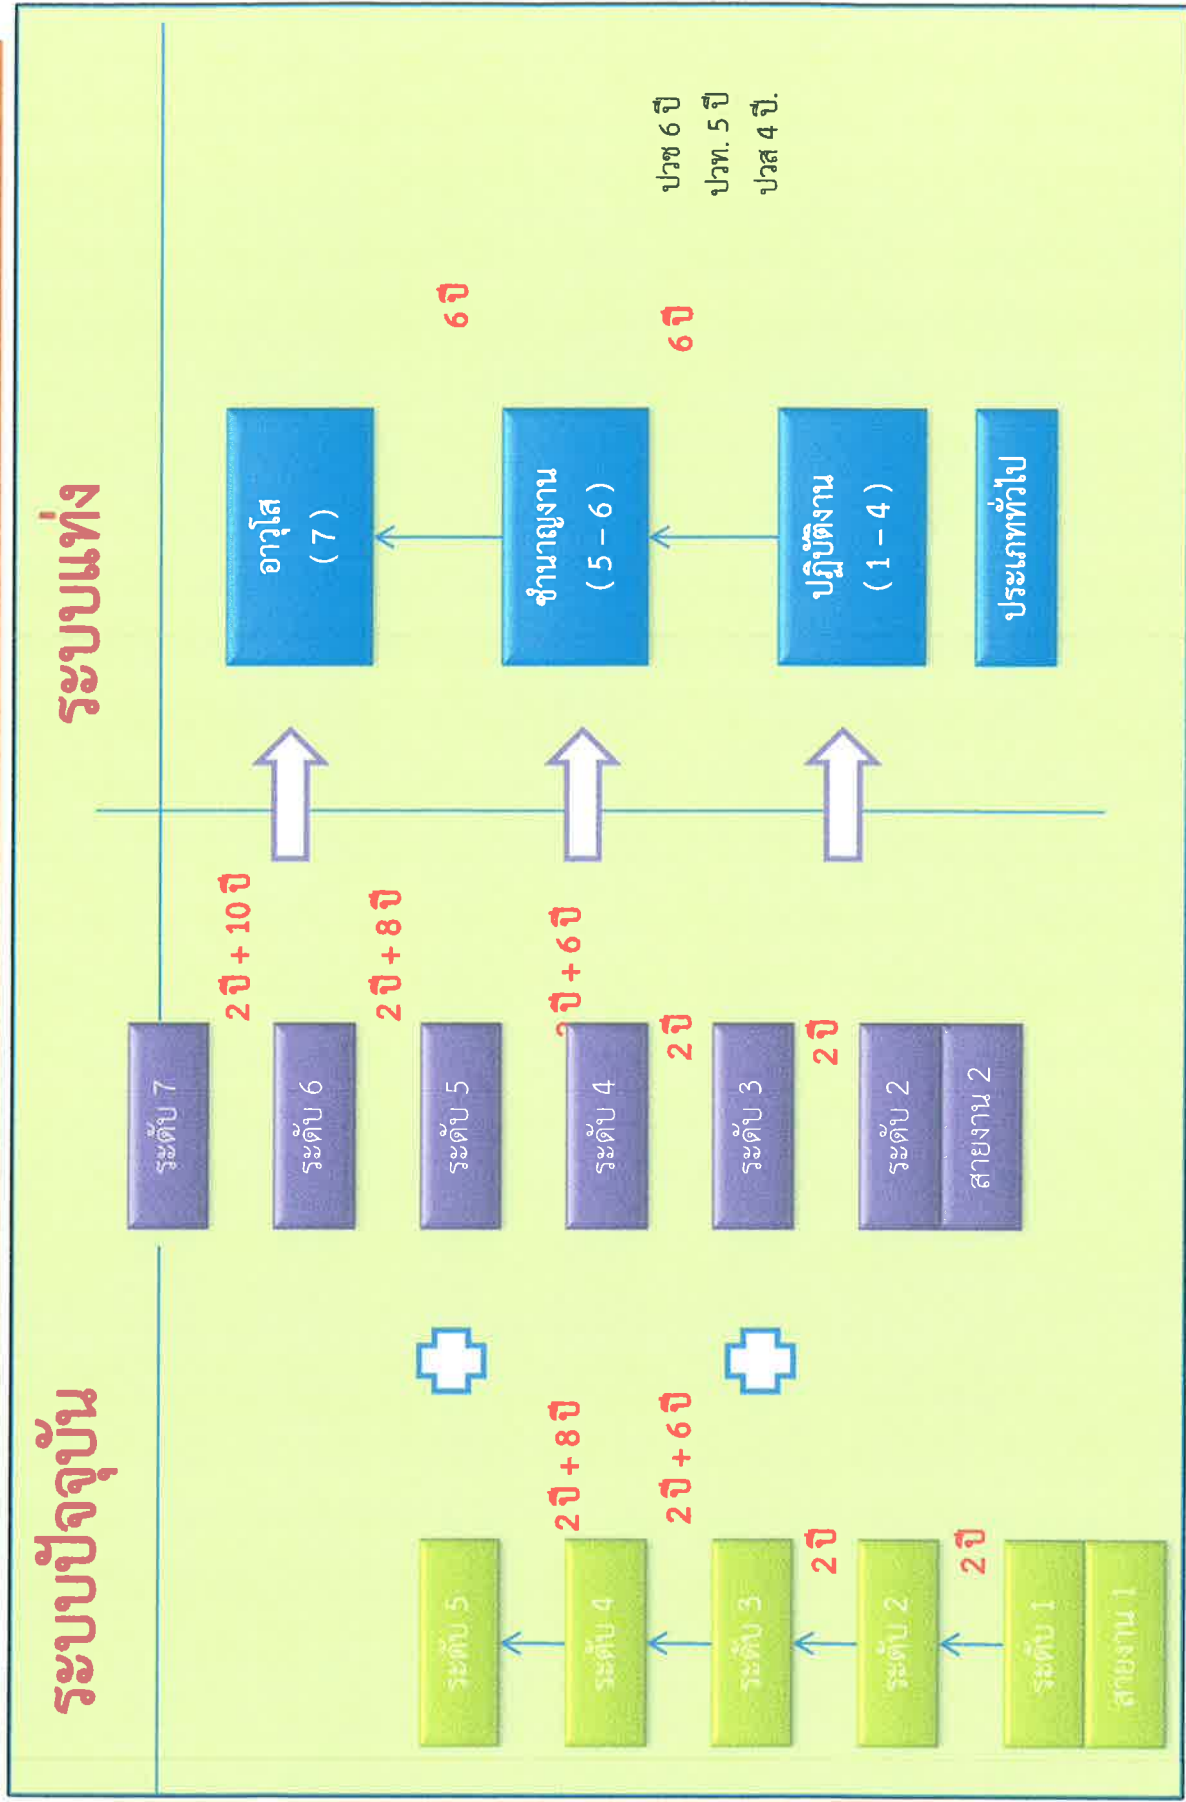 ระบบปัจจุบัน
ระบบแท่ง
ระดับ 5
2 ปี + 8 ปี
ระดับ 4
2 ปี + 6 ปี
ระดับ 3
2 ปี
ระดับ 2
2 ปี
ระดับ 1
สายงาน 1
ระดับ 7
2 ปี + 10 ปี
ระดับ 6
2 ปี + 8 ปี
ระดับ 5
2 ปี + 6 ปี
ระดับ 4
2 ปี
ระดับ 3
2 ปี
ระดับ 2
สายงาน 2
อาวุโส
( 7 )
6 ปี
ชำนาญงาน
( 5 – 6 )
6 ปี
ปฏิบัติงาน
( 1 – 4 )
ประเภททั่วไป
ปวช 6 ปี
ปวท. 5 ปี
ปวส 4 ปี.